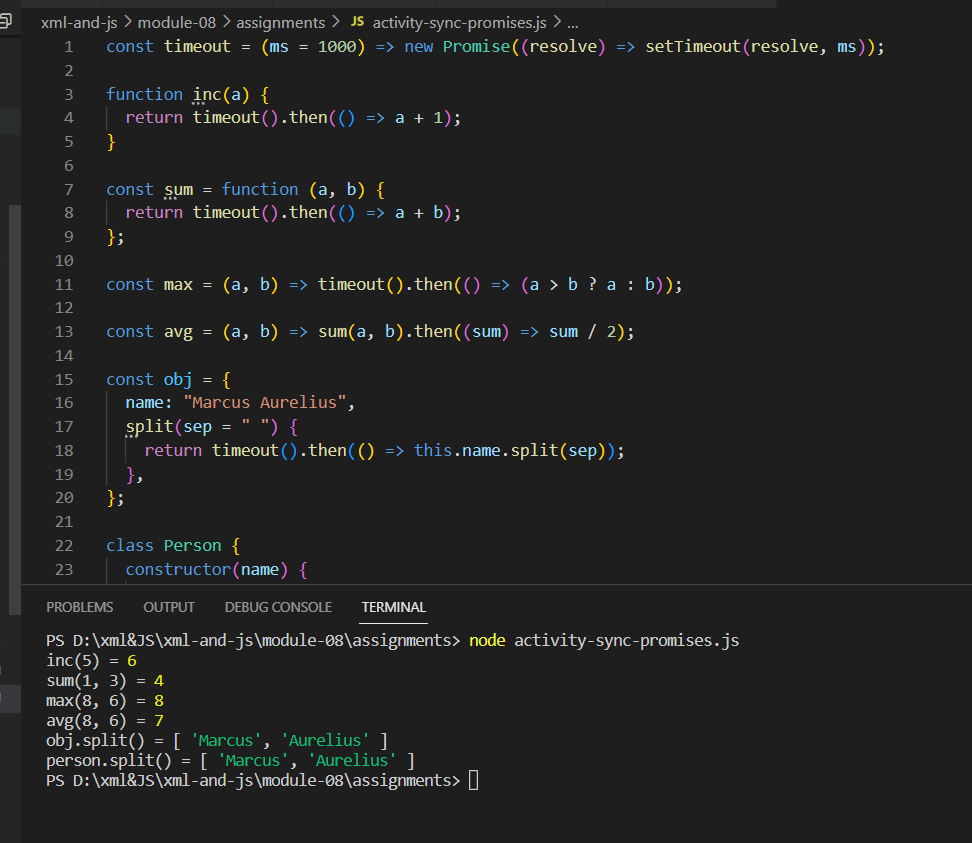 xml-and-js > module-08 > assignments > JS activity-sync-promises.js > ...
1 const timeout = (ms = 1000) => new Promise((resolve) => setTimeout(resolve, ms));
2
3 function inc(a) {
4 return timeout().then(() => a + 1);
5 }
6
7 const sum = function (a, b) {
8 return timeout().then(() => a + b);
9 };
10
11 const max = (a, b) => timeout().then(() => (a > b ? a : b));
12
13 const avg = (a, b) => sum(a, b).then((sum) => sum / 2);
14
15 const obj = {
16 name: "Marcus Aurelius",
17 split(sep = " ") {
18 return timeout().then(() => this.name.split(sep));
19 },
20 };
21
22 class Person {
23 constructor(name) {
PROBLEMS OUTPUT DEBUG CONSOLE TERMINAL
PS D:\xml&JS\xml-and-js\module-08\assignments> node activity-sync-promises.js
inc(5) = 6
sum(1, 3) = 4
max(8, 6) = 8
avg(8, 6) = 7
obj.split() = [ 'Marcus', 'Aurelius' ]
person.split() = [ 'Marcus', 'Aurelius' ]
PS D:\xml&JS\xml-and-js\module-08\assignments>